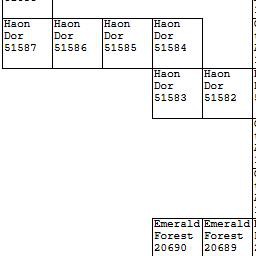 Haon Haon Haon Haon
Dor Dor Dor Dor
51587 51586 51585 51584
Haon Haon
Dor Dor
51583 51582
Emerald Emerald
Forest Forest
20690 20689